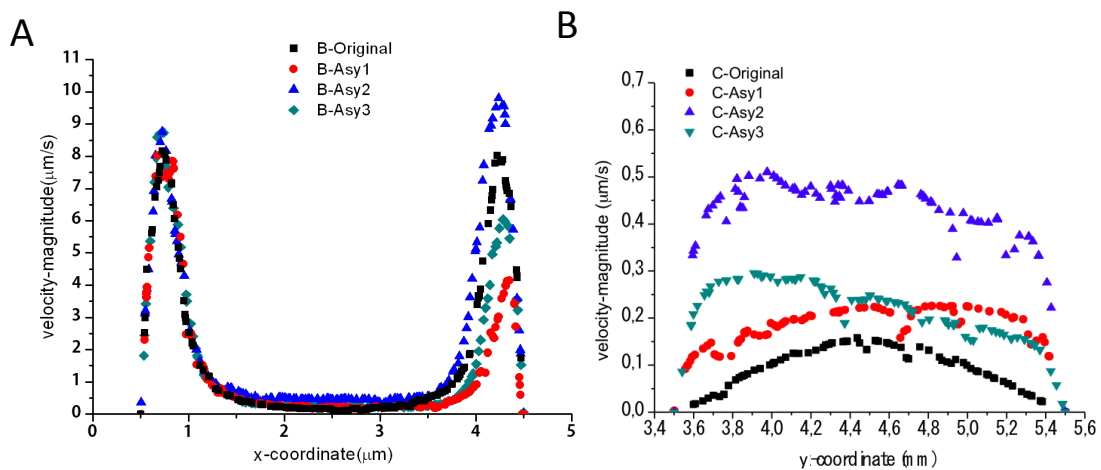 A
B-Original
B-Asy1
B-Asy2
B-Asy3
11
10
9
8
7
6
5
4
3
2
1
0
velocity-magnitude(μm/s)
0
1
2
3
4
5
x-coordinate(μm)
B
C-Original
C-Asy1
C-Asy2
C-Asy3
0,7
0,6
0,5
0,4
0,3
0,2
0,1
0,0
velocity-magnitude (μm/s)
3,4
3,6
3,8
4,0
4,2
4,4
4,6
4,8
5,0
5,2
5,4
5,6
y-coordinate (mm)